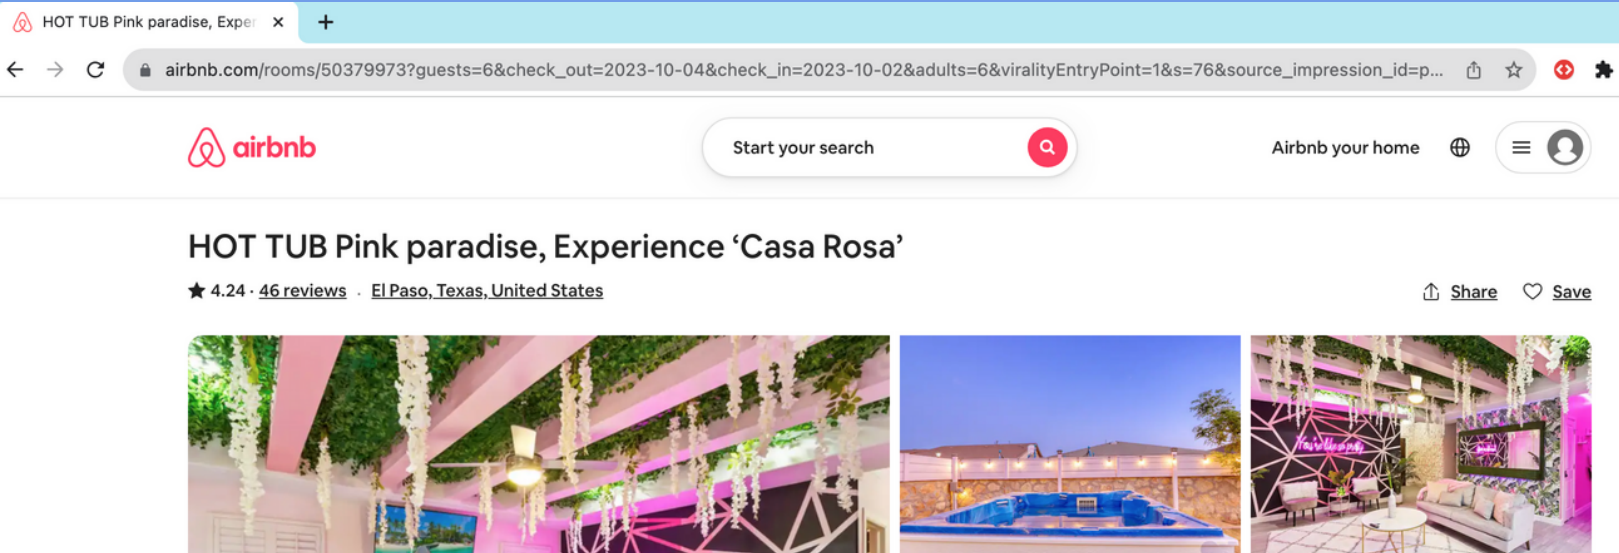 HOT TUB Pink paradise, Exper
airbnb.com/rooms/50379973?guests=6&check_out=2023-10-04&check_in=2023-10-02&adults=6&viralityEntryPoint=1&s=76&source_impression_id=p...
airbnb
Start your search
Airbnb your home
HOT TUB Pink paradise, Experience ‘Casa Rosa’
4.24 · 46 reviews · El Paso, Texas, United States
Share
Save